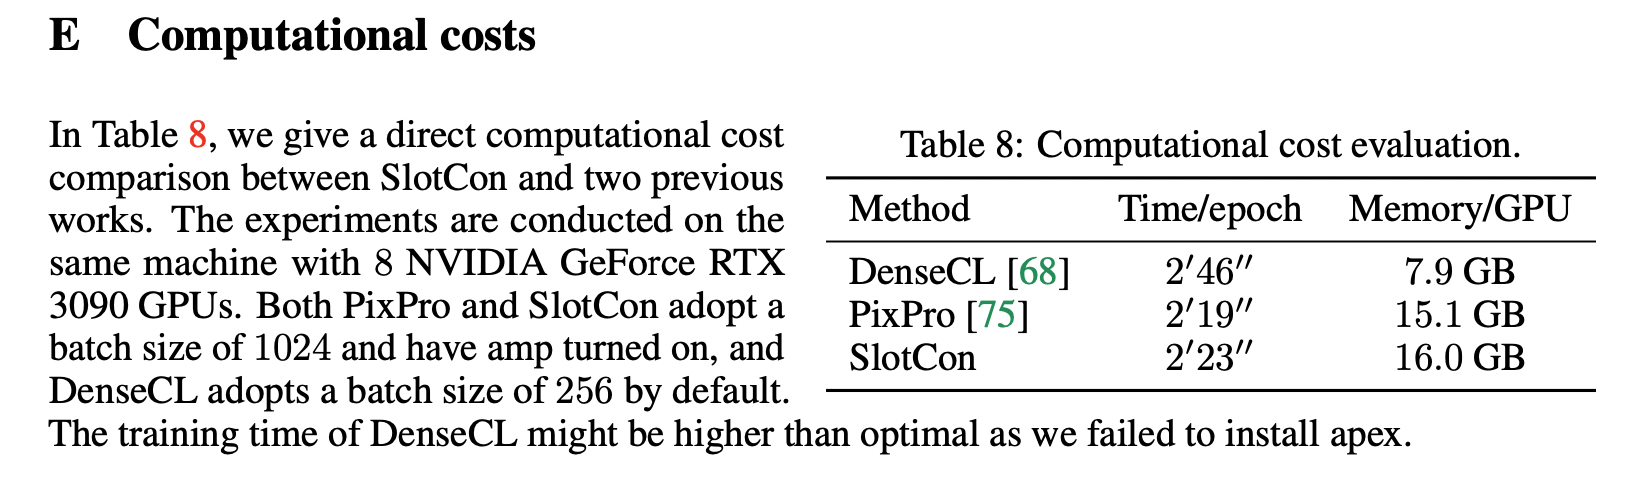 E Computational costs
In Table 8, we give a direct computational cost
comparison between SlotCon and two previous
works. The experiments are conducted on the
same machine with 8 NVIDIA GeForce RTX
3090 GPUs. Both PixPro and SlotCon adopt a
batch size of 1024 and have amp turned on, and
DenseCL adopts a batch size of 256 by default.
The training time of DenseCL might be higher than optimal as we failed to install apex.
Table 8: Computational cost evaluation.
Method Time/epoch Memory/GPU
DenseCL [68] 2′46″ 7.9 GB
PixPro [75] 2′19″ 15.1 GB
SlotCon 2′23″ 16.0 GB